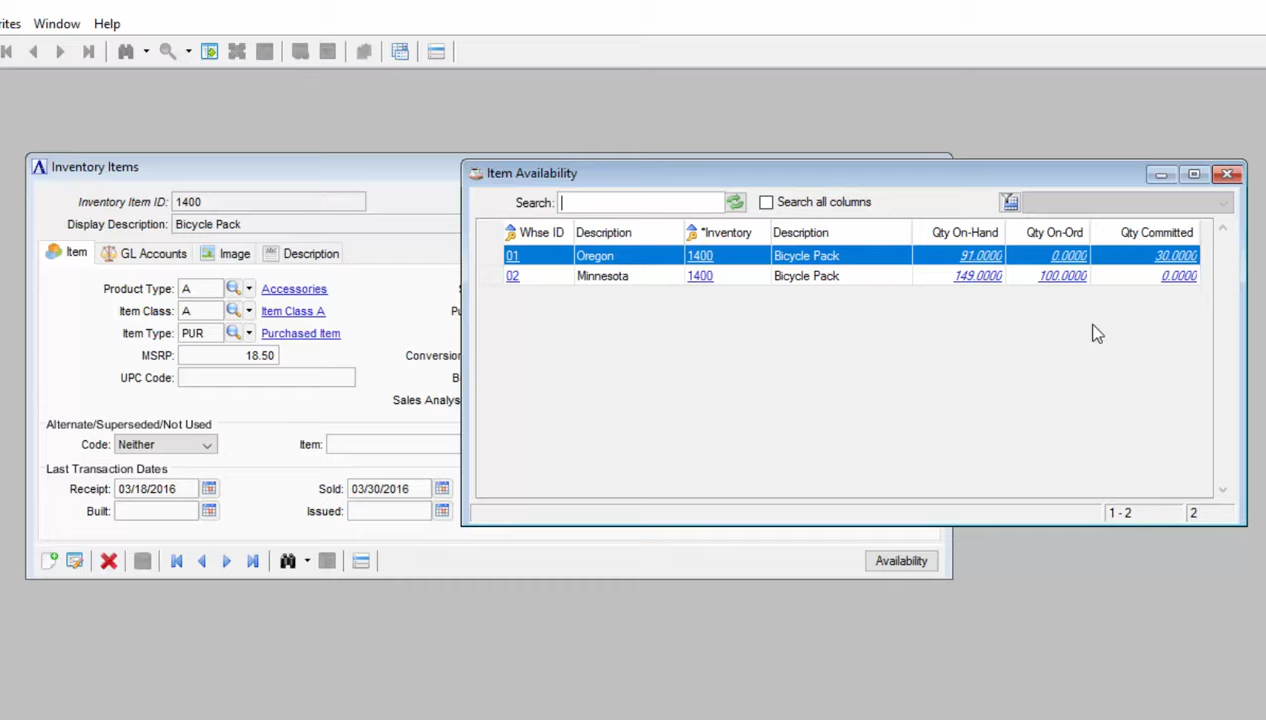 rites Window Help
Inventory Items
Inventory Item ID: 1400
Display Description: Bicycle Pack
Item GL Accounts Image Description
Product Type: A Accessories
Item Class: A Item Class A
Item Type: PUR Purchased Item
MSRP: 18.50 Conversion
UPC Code:
Sales Analys
Alternate/Superseded/Not Used
Code: Neither Item:
Last Transaction Dates
Receipt: 03/18/2016 Sold: 03/30/2016
Built: Issued:
Availability
Item Availability
Search: Search all columns
Whse ID Description *Inventory Description Qty On-Hand Qty On-Ord Qty Committed
01 Oregon 1400 Bicycle Pack 91.0000 0.0000 30.0000
02 Minnesota 1400 Bicycle Pack 149.0000 100.0000 0.0000
1 - 2 2